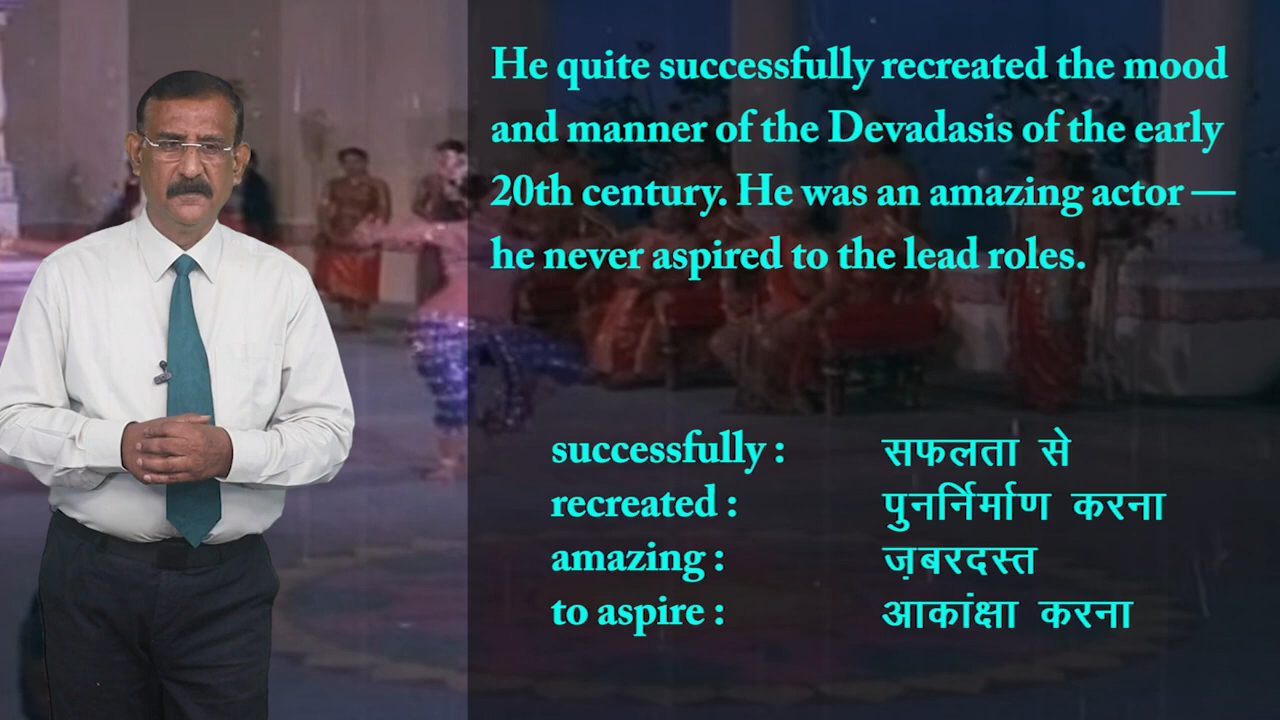 He quite successfully recreated the mood
and manner of the Devadasis of the early
20th century. He was an amazing actor —
he never aspired to the lead roles.
successfully : सफलता से
recreated : पुनर्निर्माण करना
amazing : ज़बरदस्त
to aspire : आकांक्षा करना